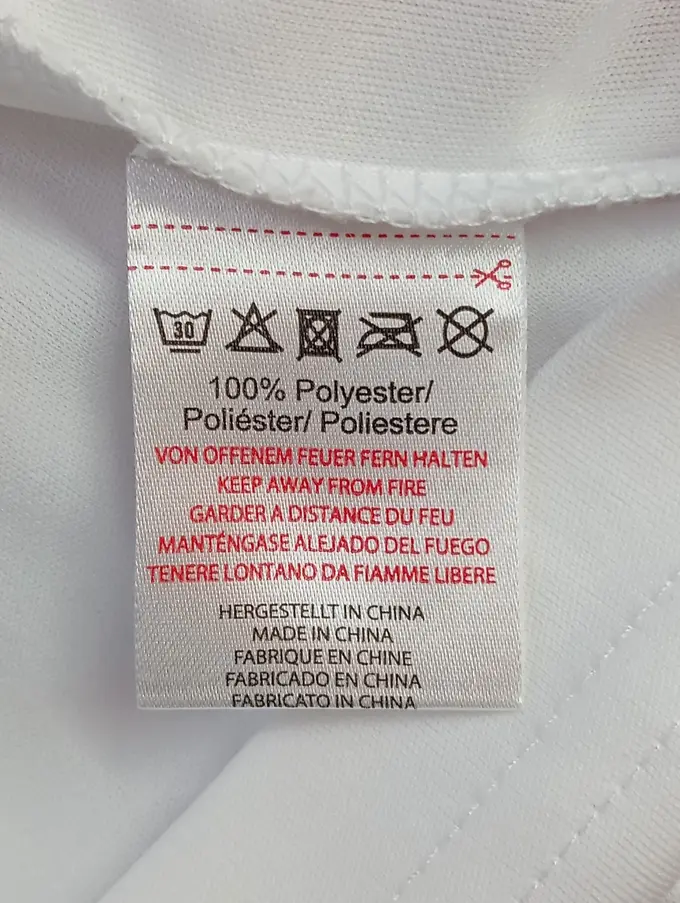 30
100% Polyester/
Poliéster/ Poliestere
VON OFFENEM FEUER FERN HALTEN
KEEP AWAY FROM FIRE
GARDER A DISTANCE DU FEU
MANTÉNGASE ALEJADO DEL FUEGO
TENERE LONTANO DA FIAMME LIBERE
HERGESTELLT IN CHINA
MADE IN CHINA
FABRIQUE EN CHINE
FABRICADO EN CHINA
FABRICATO IN CHINA